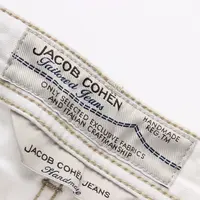 JACOB COHEN
Tailored Jeans
HANDMADE
REG TM
ONLY SELECTED EXCLUSIVE FABRICS
AND ITALIAN CRAFTMANSHIP
JACOB COHEN JEANS
Handmade